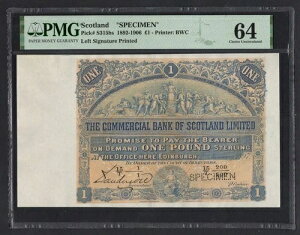 PMG
PAPER MONEY GUARANTY
Scotland "SPECIMEN"
Pick# S315bs 1892-1906 £1 - Printer: BWC
Left Signature Printed
64
Choice Uncirculated
ONE 1 ONE
THE COMMERCIAL BANK OF SCOTLAND LIMITED
PROMISE TO PAY THE BEARER
ON DEMAND ONE POUND STERLING
AT THE OFFICE HERE EDINBURGH
SPECIMEN
1 1